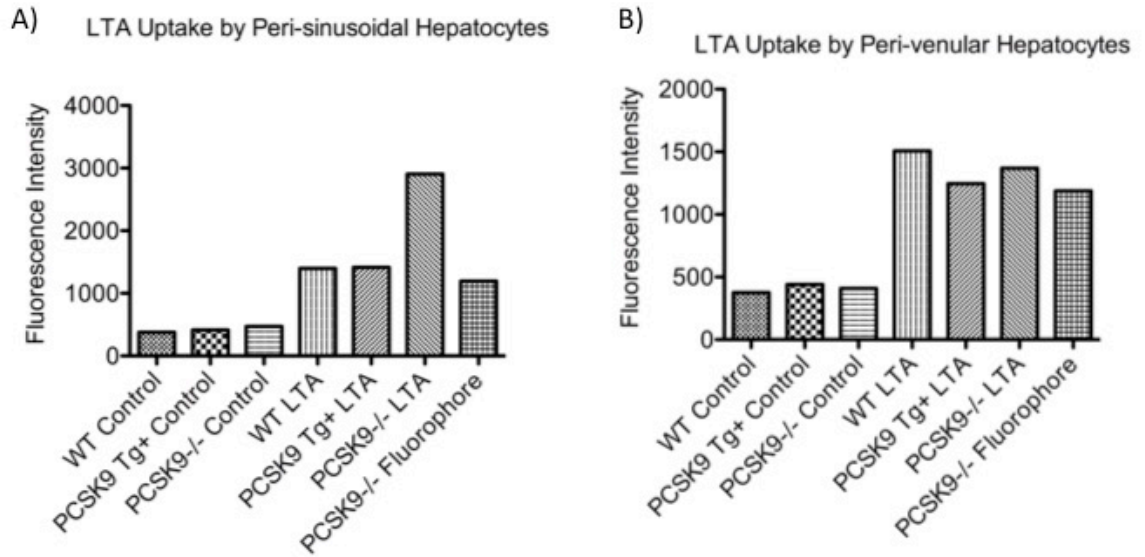 A)
LTA Uptake by Peri-sinusoidal Hepatocytes
Fluorescence Intensity
4000
3000
2000
1000
0
WT Control
PCSK9 Tg+ Control
PCSK9-/- Control
WT LTA
PCSK9 Tg+ LTA
PCSK9-/- LTA
PCSK9-/- Fluorophore
B)
LTA Uptake by Peri-venular Hepatocytes
Fluorescence Intensity
2000
1500
1000
500
0
WT Control
PCSK9 Tg+ Control
PCSK9-/- Control
WT LTA
PCSK9 Tg+ LTA
PCSK9-/- LTA
PCSK9-/- Fluorophore